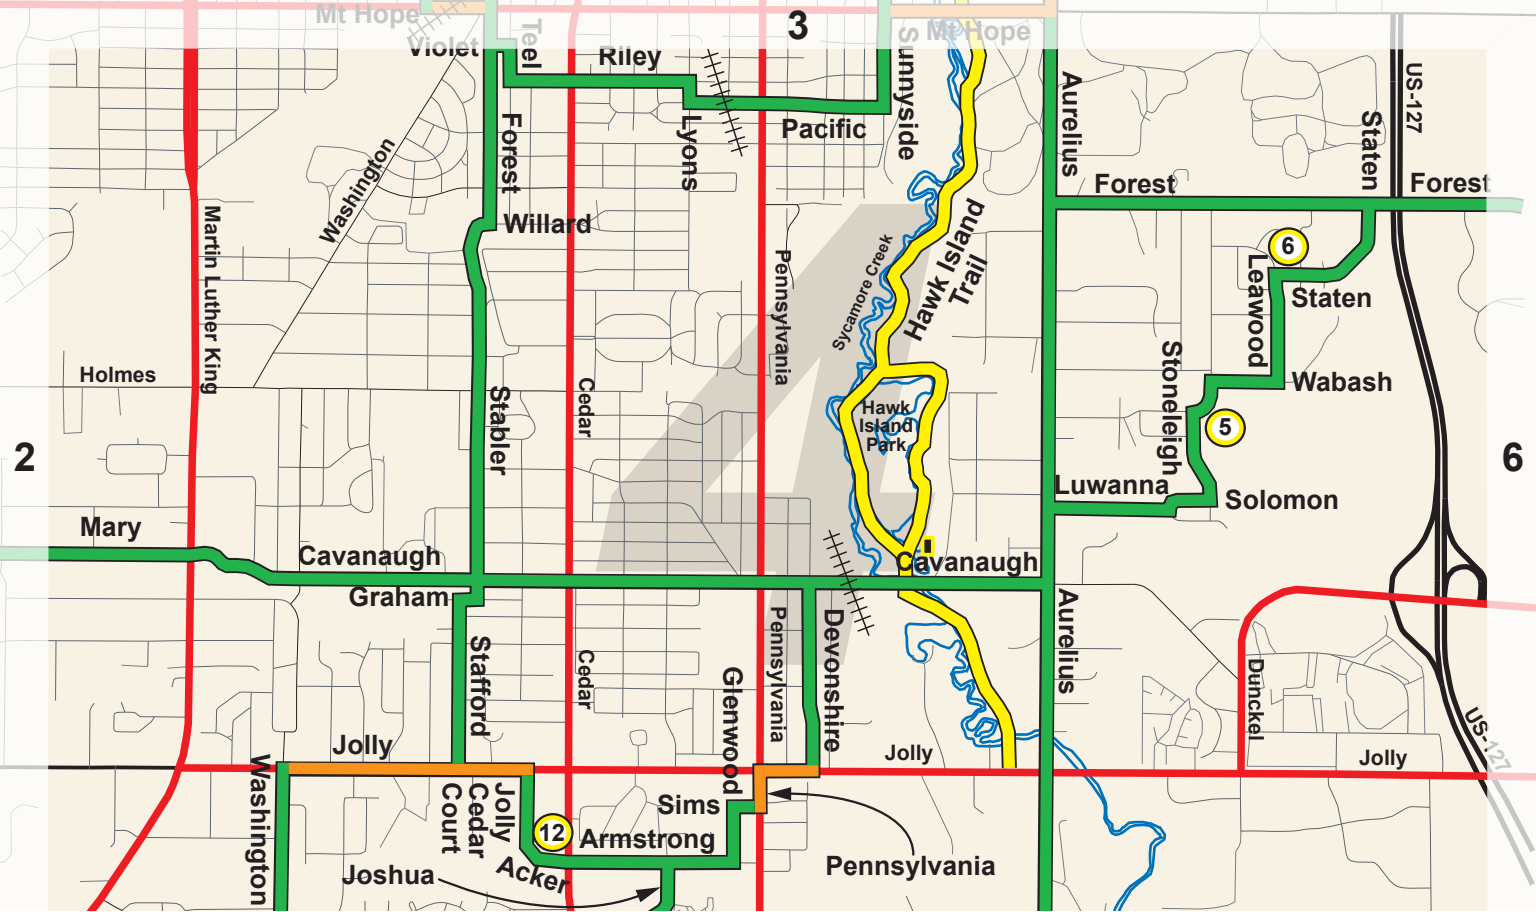 Mt Hope
3
Mt Hope
Violet
Teel
Riley
Sunnyside
US-127
Aurelius
Staten
Forest
Lyons
Pacific
Washington
Forest
Forest
Willard
Martin Luther King
Pennsylvania
Sycamore Creek
Hawk Island
Trail
4
6
Leawood
Staten
Holmes
Stabler
Cedar
Hawk
Island
Park
Stoneleigh
Wabash
5
2
6
Luwanna
Solomon
Mary
Cavanaugh
Cavanaugh
Graham
Stafford
Cedar
Glenwood
Pennsylvania
Devonshire
Aurelius
Dunckel
US-127
Jolly
Jolly
Jolly
Washington
Jolly
Cedar
Court
12
Sims
Armstrong
Acker
Joshua
Pennsylvania